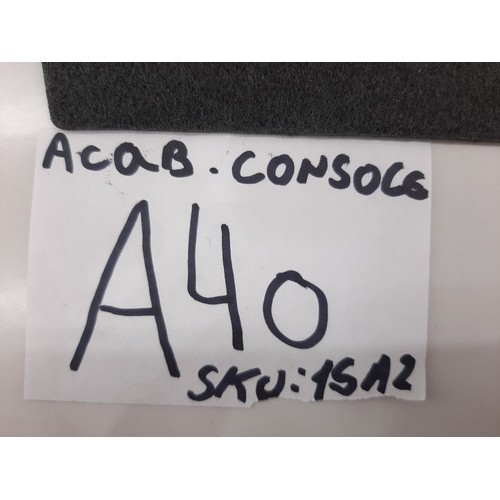 ACaB. CONSOLE
A40
SKU: 15A2